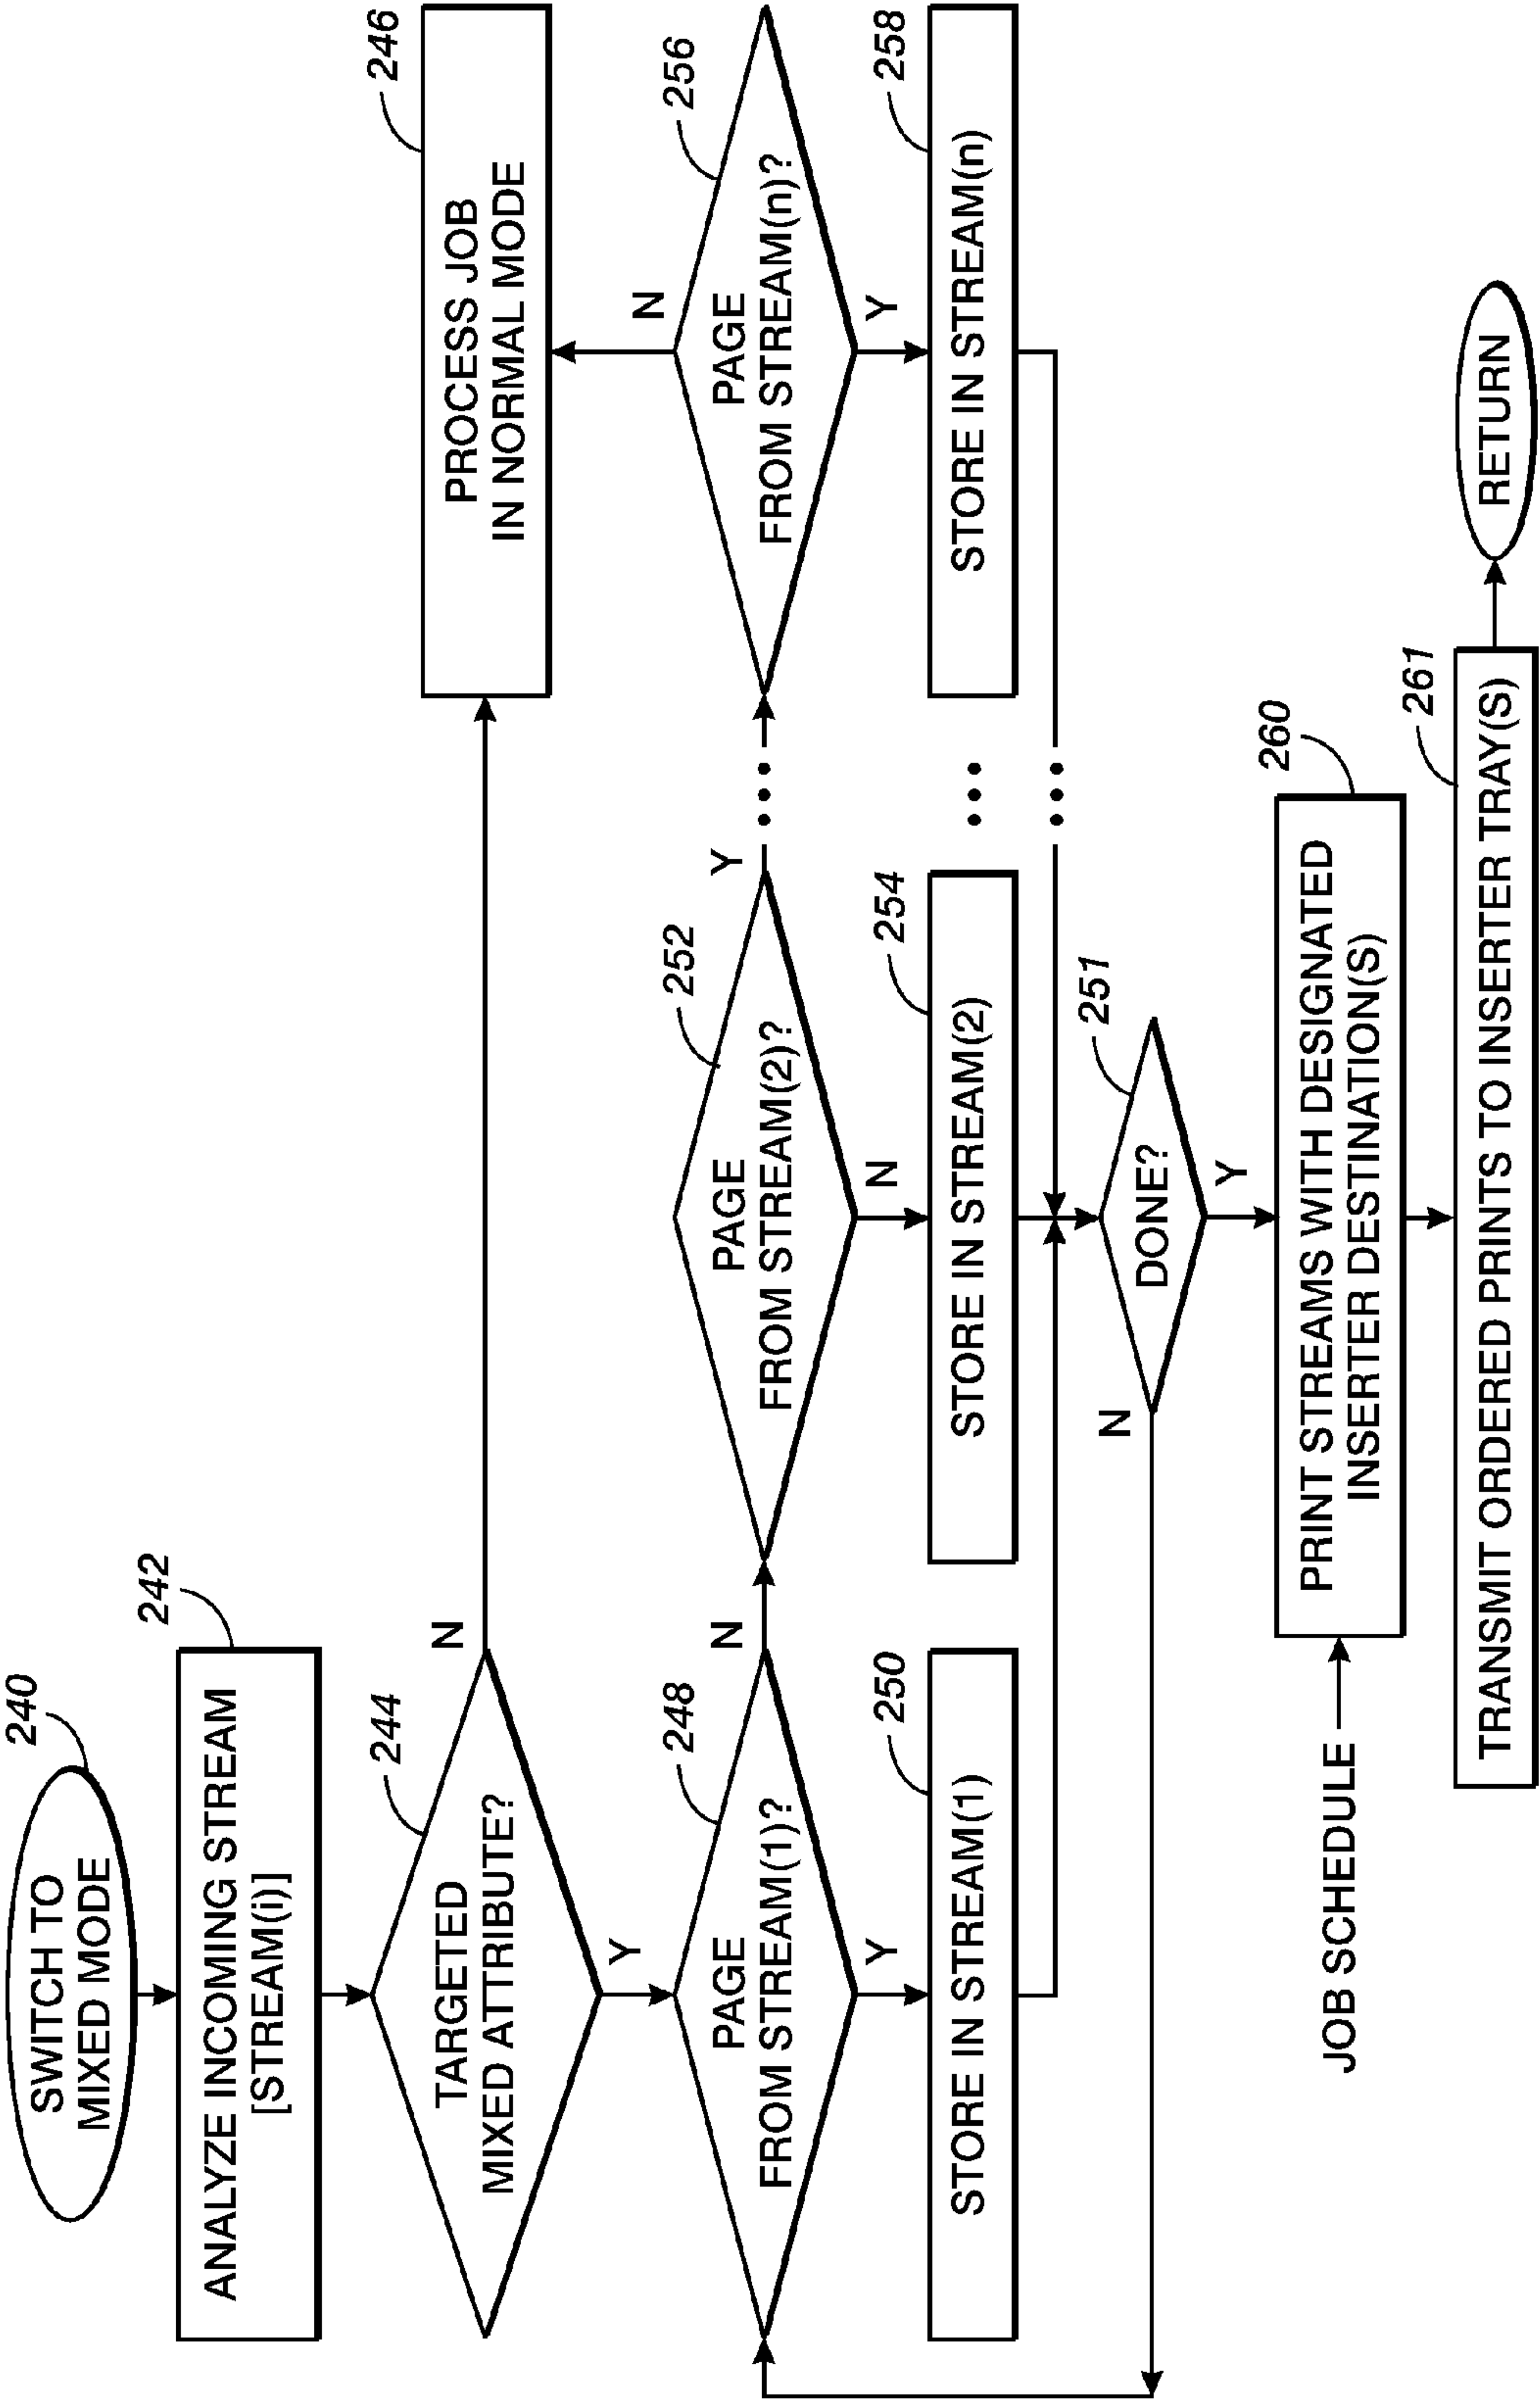 240
SWITCH TO
MIXED MODE
242
ANALYZE INCOMING STREAM
[STREAM(i)]
244
TARGETED
MIXED ATTRIBUTE?
N
Y
246
PROCESS JOB
IN NORMAL MODE
248
PAGE
FROM STREAM(1)?
N
Y
252
PAGE
FROM STREAM(2)?
Y
N
256
PAGE
FROM STREAM(n)?
N
Y
250
STORE IN STREAM(1)
254
STORE IN STREAM(2)
258
STORE IN STREAM(n)
251
DONE?
N
Y
260
JOB SCHEDULE
PRINT STREAMS WITH DESIGNATED
INSERTER DESTINATION(S)
261
TRANSMIT ORDERED PRINTS TO INSERTER TRAY(S)
RETURN